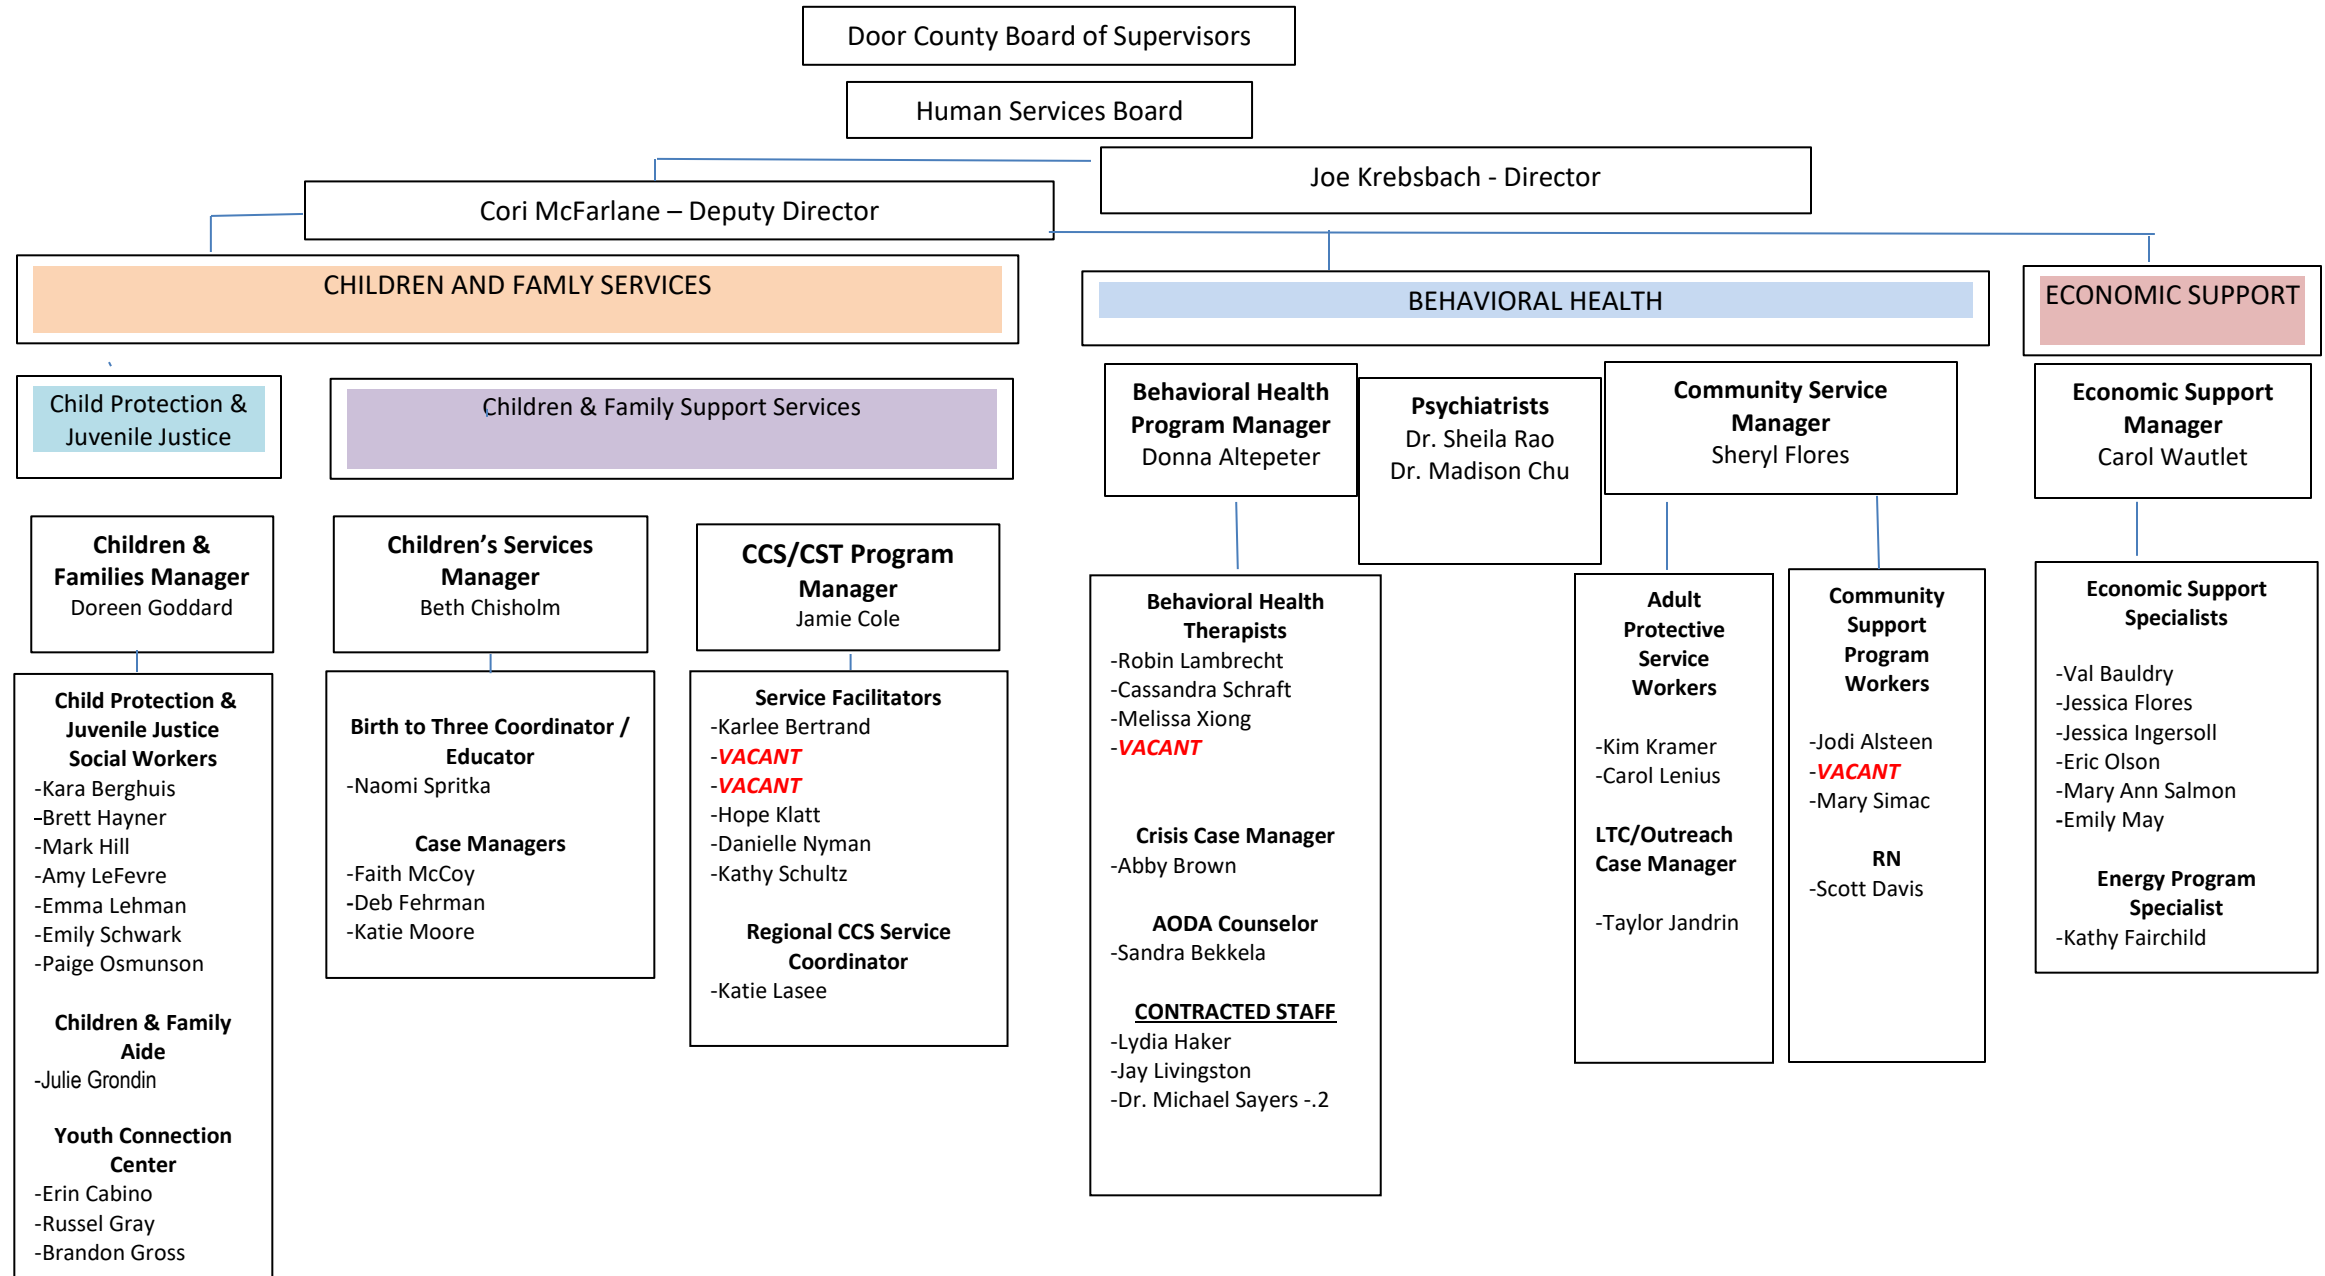 Door County Board of Supervisors
Human Services Board
Joe Krebsbach - Director
Cori McFarlane – Deputy Director
CHILDREN AND FAMLY SERVICES
BEHAVIORAL HEALTH
ECONOMIC SUPPORT
Child Protection &
Juvenile Justice
Children & Family Support Services
Behavioral Health
Program Manager
Donna Altepeter
Psychiatrists
Dr. Sheila Rao
Dr. Madison Chu
Community Service
Manager
Sheryl Flores
Economic Support
Manager
Carol Wautlet
Children &
Families Manager
Doreen Goddard
Children’s Services
Manager
Beth Chisholm
CCS/CST Program
Manager
Jamie Cole
Child Protection &
Juvenile Justice
Social Workers
-Kara Berghuis
-Brett Hayner
-Mark Hill
-Amy LeFevre
-Emma Lehman
-Emily Schwark
-Paige Osmunson
Children & Family
Aide
-Julie Grondin
Youth Connection
Center
-Erin Cabino
-Russel Gray
-Brandon Gross
Birth to Three Coordinator /
Educator
-Naomi Spritka
Case Managers
-Faith McCoy
-Deb Fehrman
-Katie Moore
Service Facilitators
-Karlee Bertrand
-VACANT
-VACANT
-Hope Klatt
-Danielle Nyman
-Kathy Schultz
Regional CCS Service
Coordinator
-Katie Lasee
Behavioral Health
Therapists
-Robin Lambrecht
-Cassandra Schraft
-Melissa Xiong
-VACANT
Crisis Case Manager
-Abby Brown
AODA Counselor
-Sandra Bekkela
CONTRACTED STAFF
-Lydia Haker
-Jay Livingston
-Dr. Michael Sayers -.2
Adult
Protective
Service
Workers
-Kim Kramer
-Carol Lenius
LTC/Outreach
Case Manager
-Taylor Jandrin
Community
Support
Program
Workers
-Jodi Alsteen
-VACANT
-Mary Simac
RN
-Scott Davis
Economic Support
Specialists
-Val Bauldry
-Jessica Flores
-Jessica Ingersoll
-Eric Olson
-Mary Ann Salmon
-Emily May
Energy Program
Specialist
-Kathy Fairchild